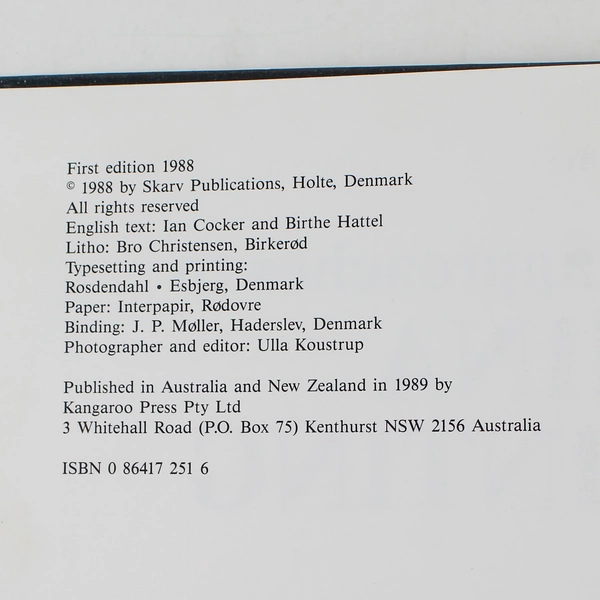 First edition 1988
© 1988 by Skarv Publications, Holte, Denmark
All rights reserved
English text: Ian Cocker and Birthe Hattel
Litho: Bro Christensen, Birkerød
Typesetting and printing:
Rosdendahl • Esbjerg, Denmark
Paper: Interpapir, Rødovre
Binding: J. P. Møller, Haderslev, Denmark
Photographer and editor: Ulla Koustrup
Published in Australia and New Zealand in 1989 by
Kangaroo Press Pty Ltd
3 Whitehall Road (P.O. Box 75) Kenthurst NSW 2156 Australia
ISBN 0 86417 251 6